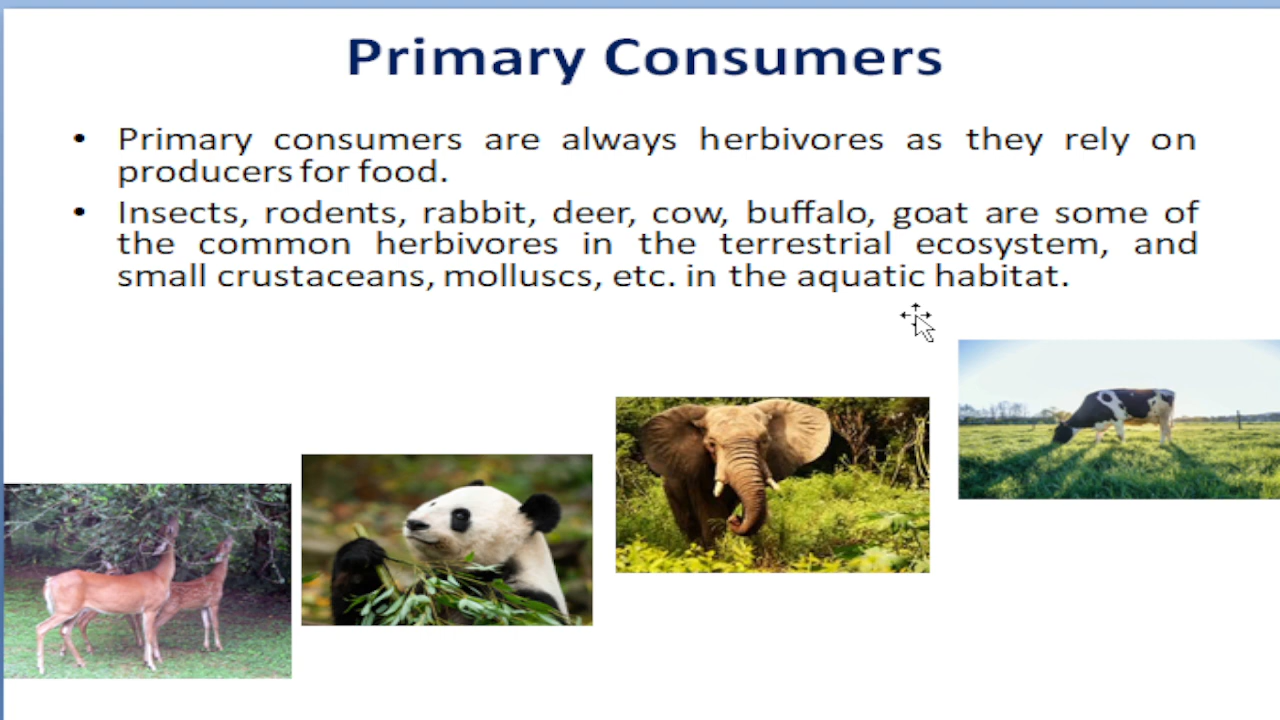 Primary Consumers
• Primary consumers are always herbivores as they rely on
producers for food.
• Insects, rodents, rabbit, deer, cow, buffalo, goat are some of
the common herbivores in the terrestrial ecosystem, and
small crustaceans, molluscs, etc. in the aquatic habitat.